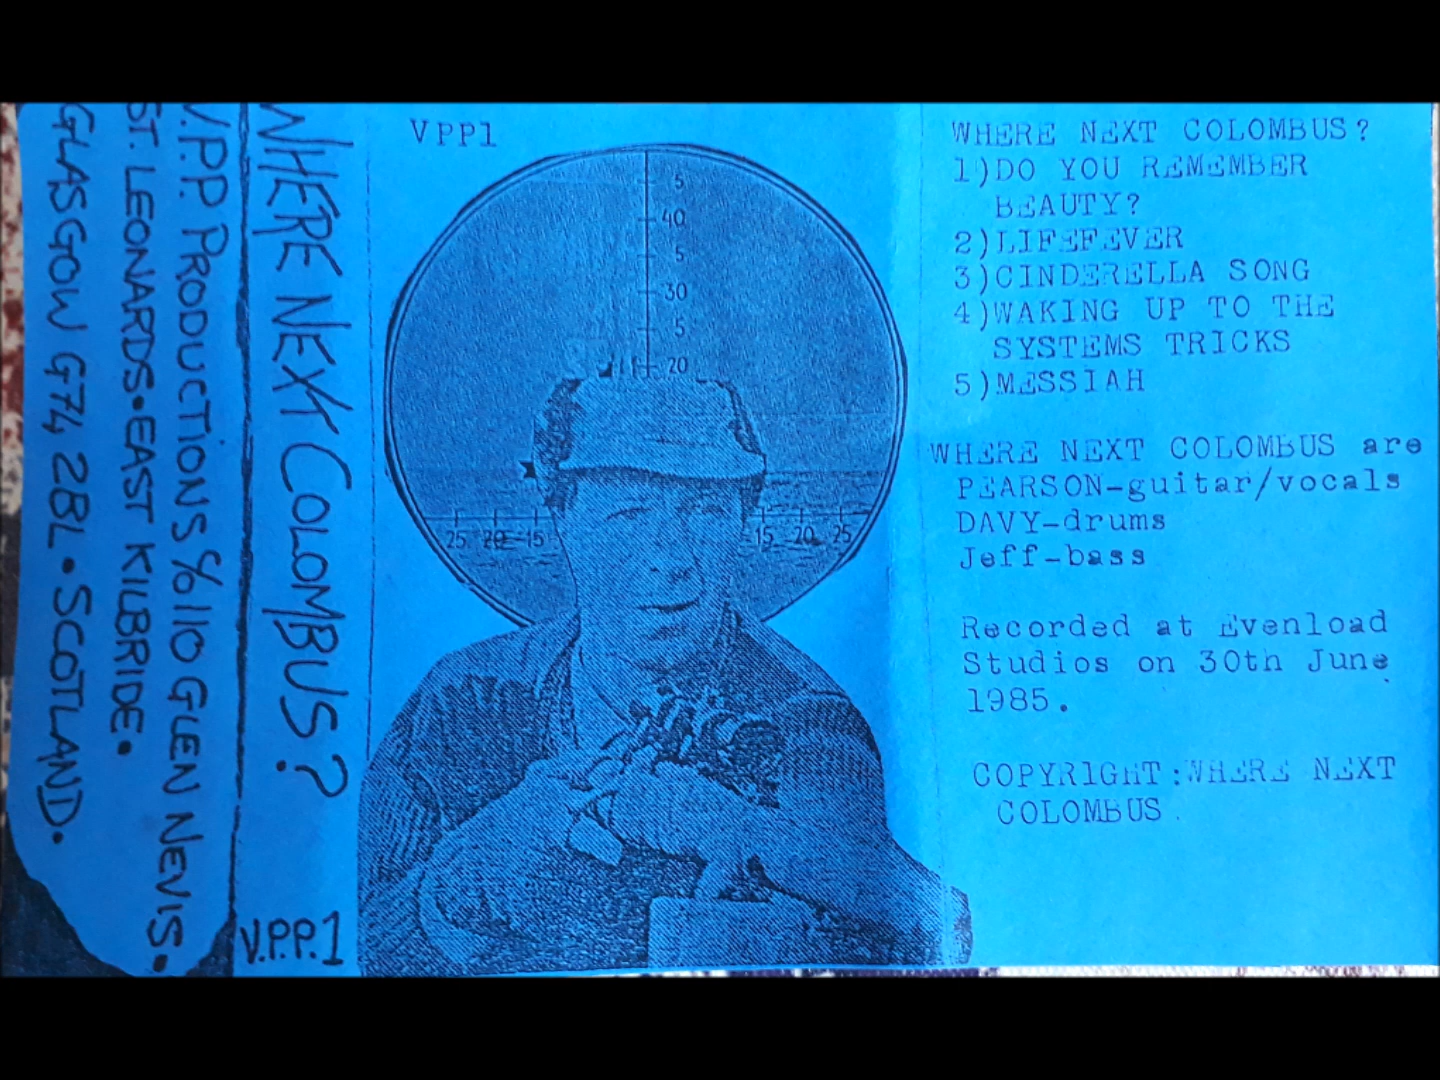 V.P.P. PRODUCTIONS % 110 GLEN NEVIS •
ST. LEONARDS • EAST KILBRIDE •
GLASGOW G74 2BL • SCOTLAND •
WHERE NEXT COLOMBUS?
V.P.P.1
VPP1
5
40
5
30
5
20
25 20 15
15 20 25
WHERE NEXT COLOMBUS?
1)DO YOU REMEMBER
BEAUTY?
2)LIFEFEVER
3)CINDERELLA SONG
4)WAKING UP TO THE
SYSTEMS TRICKS
5)MESSIAH
WHERE NEXT COLOMBUS are
PEARSON-guitar/vocals
DAVY-drums
Jeff-bass
Recorded at Evenload
Studios on 30th June
1985.
COPYRIGHT:WHERE NEXT
COLOMBUS.